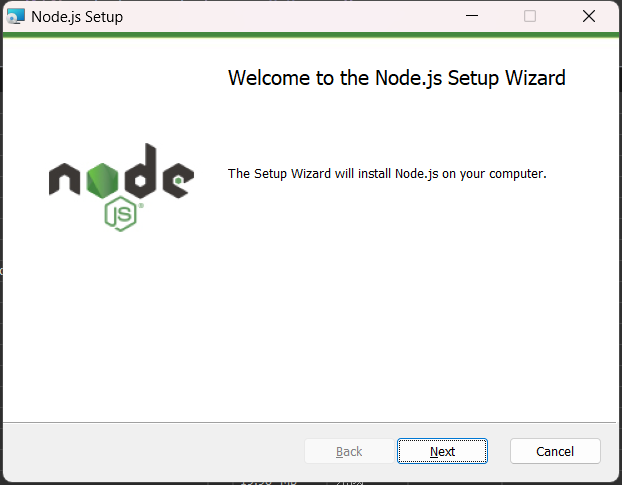 Node.js Setup
Welcome to the Node.js Setup Wizard
node
JS
The Setup Wizard will install Node.js on your computer.
Back
Next
Cancel